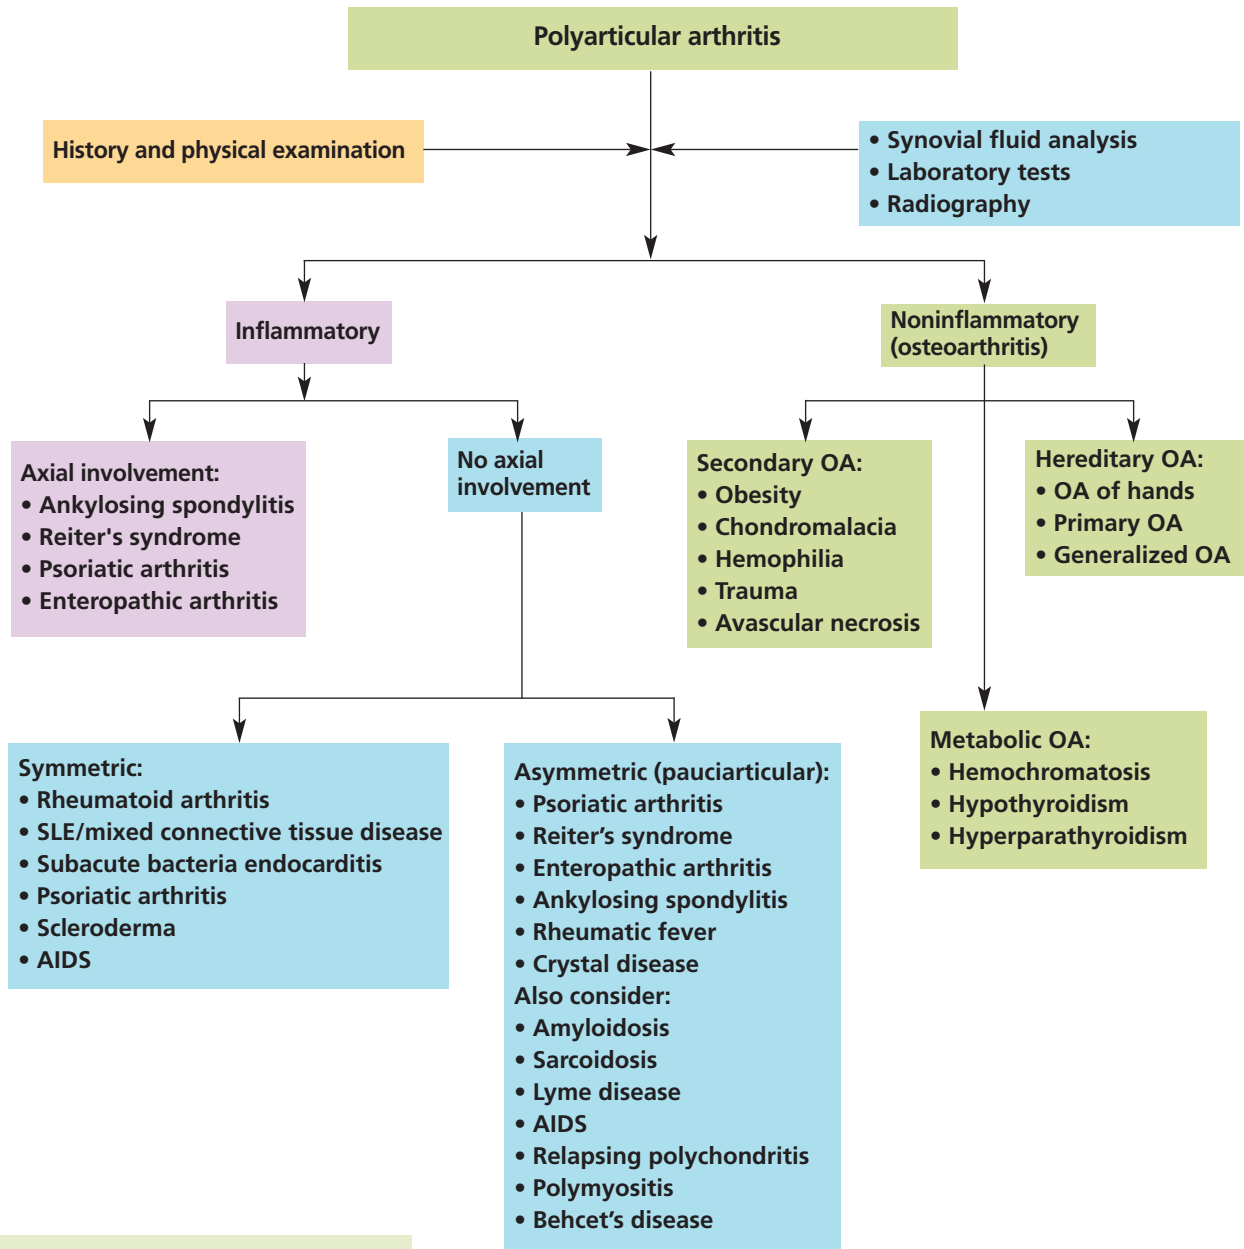 Polyarticular arthritis
History and physical examination
• Synovial fluid analysis
• Laboratory tests
• Radiography
Inflammatory
Noninflammatory
(osteoarthritis)
Axial involvement:
• Ankylosing spondylitis
• Reiter's syndrome
• Psoriatic arthritis
• Enteropathic arthritis
No axial
involvement
Secondary OA:
• Obesity
• Chondromalacia
• Hemophilia
• Trauma
• Avascular necrosis
Hereditary OA:
• OA of hands
• Primary OA
• Generalized OA
Symmetric:
• Rheumatoid arthritis
• SLE/mixed connective tissue disease
• Subacute bacteria endocarditis
• Psoriatic arthritis
• Scleroderma
• AIDS
Asymmetric (pauciarticular):
• Psoriatic arthritis
• Reiter’s syndrome
• Enteropathic arthritis
• Ankylosing spondylitis
• Rheumatic fever
• Crystal disease
Also consider:
• Amyloidosis
• Sarcoidosis
• Lyme disease
• AIDS
• Relapsing polychondritis
• Polymyositis
• Behcet’s disease
Metabolic OA:
• Hemochromatosis
• Hypothyroidism
• Hyperparathyroidism